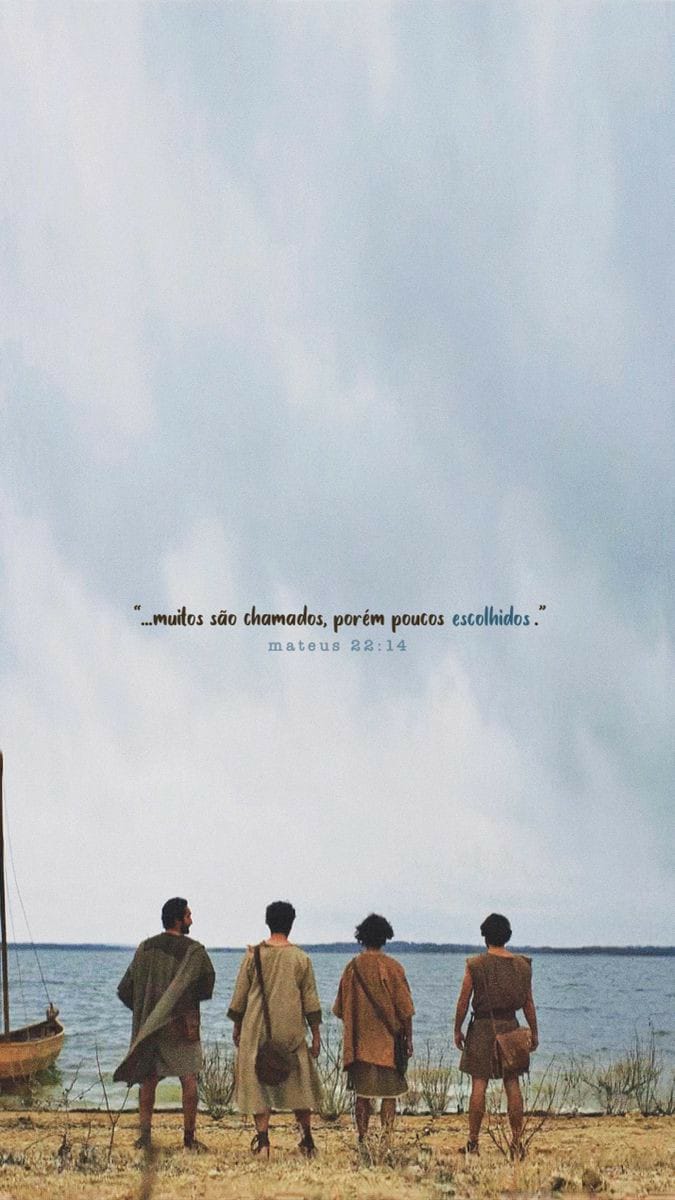 “...muitos são chamados, porém poucos escolhidos.”
mateus 22:14